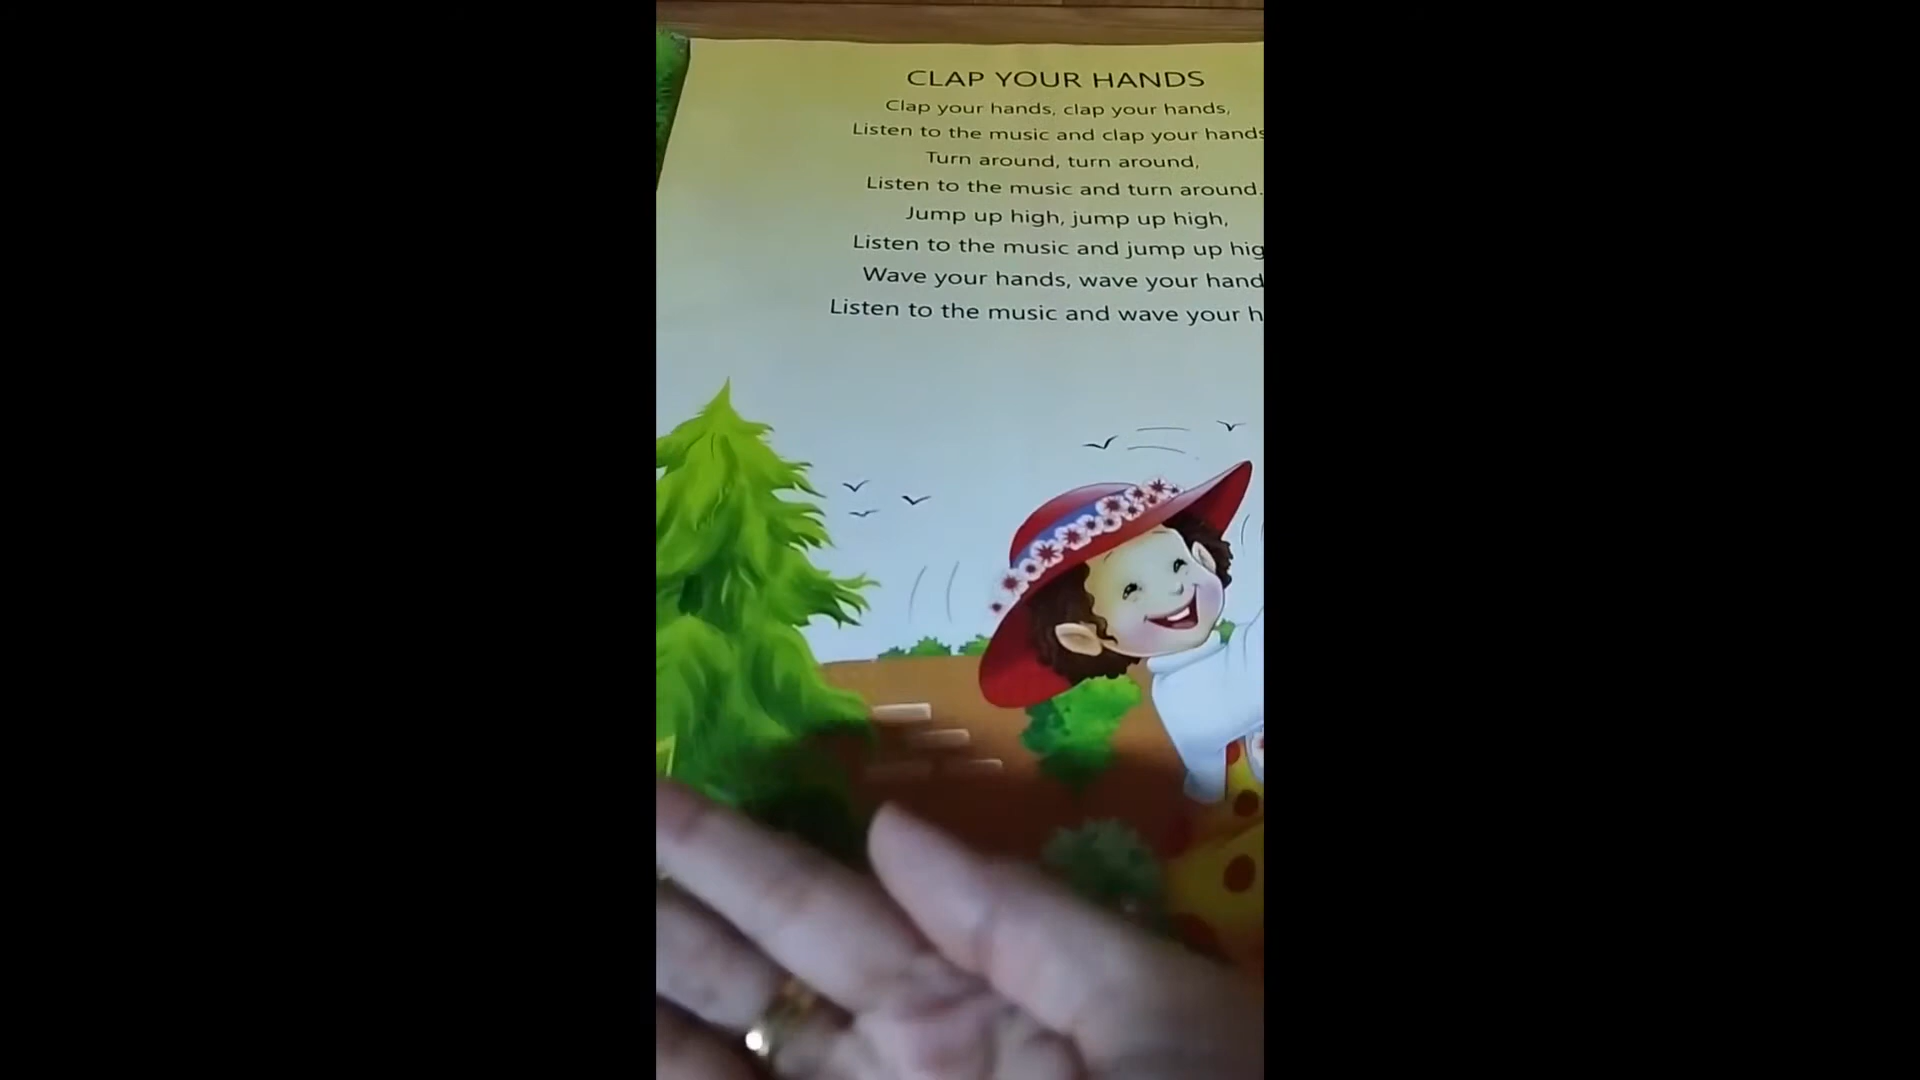 CLAP YOUR HANDS
Clap your hands, clap your hands,
Listen to the music and clap your hands
Turn around, turn around,
Listen to the music and turn around.
Jump up high, jump up high,
Listen to the music and jump up hig
Wave your hands, wave your hand
Listen to the music and wave your h